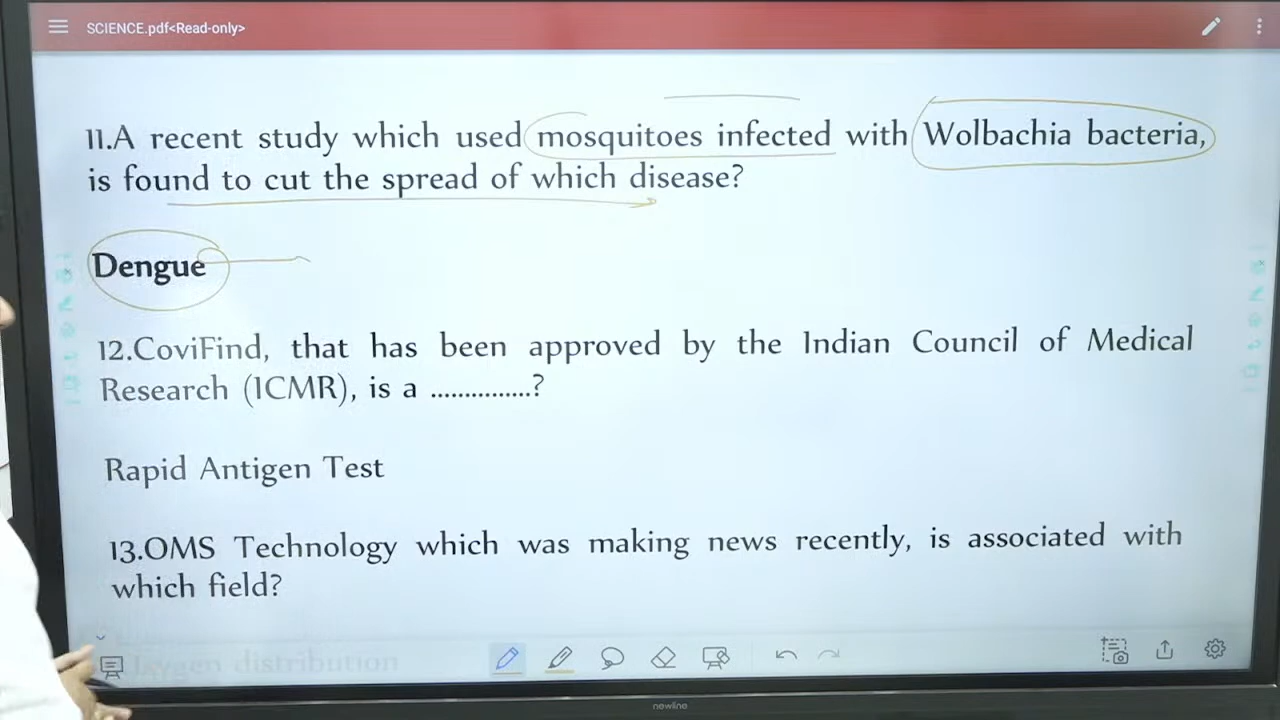 SCIENCE.pdf<Read-only>
11.A recent study which used mosquitoes infected with Wolbachia bacteria,
is found to cut the spread of which disease?
Dengue
12.CoviFind, that has been approved by the Indian Council of Medical
Research (ICMR), is a ...............?
Rapid Antigen Test
13.OMS Technology which was making news recently, is associated with
which field?
Oxygen distribution
newline